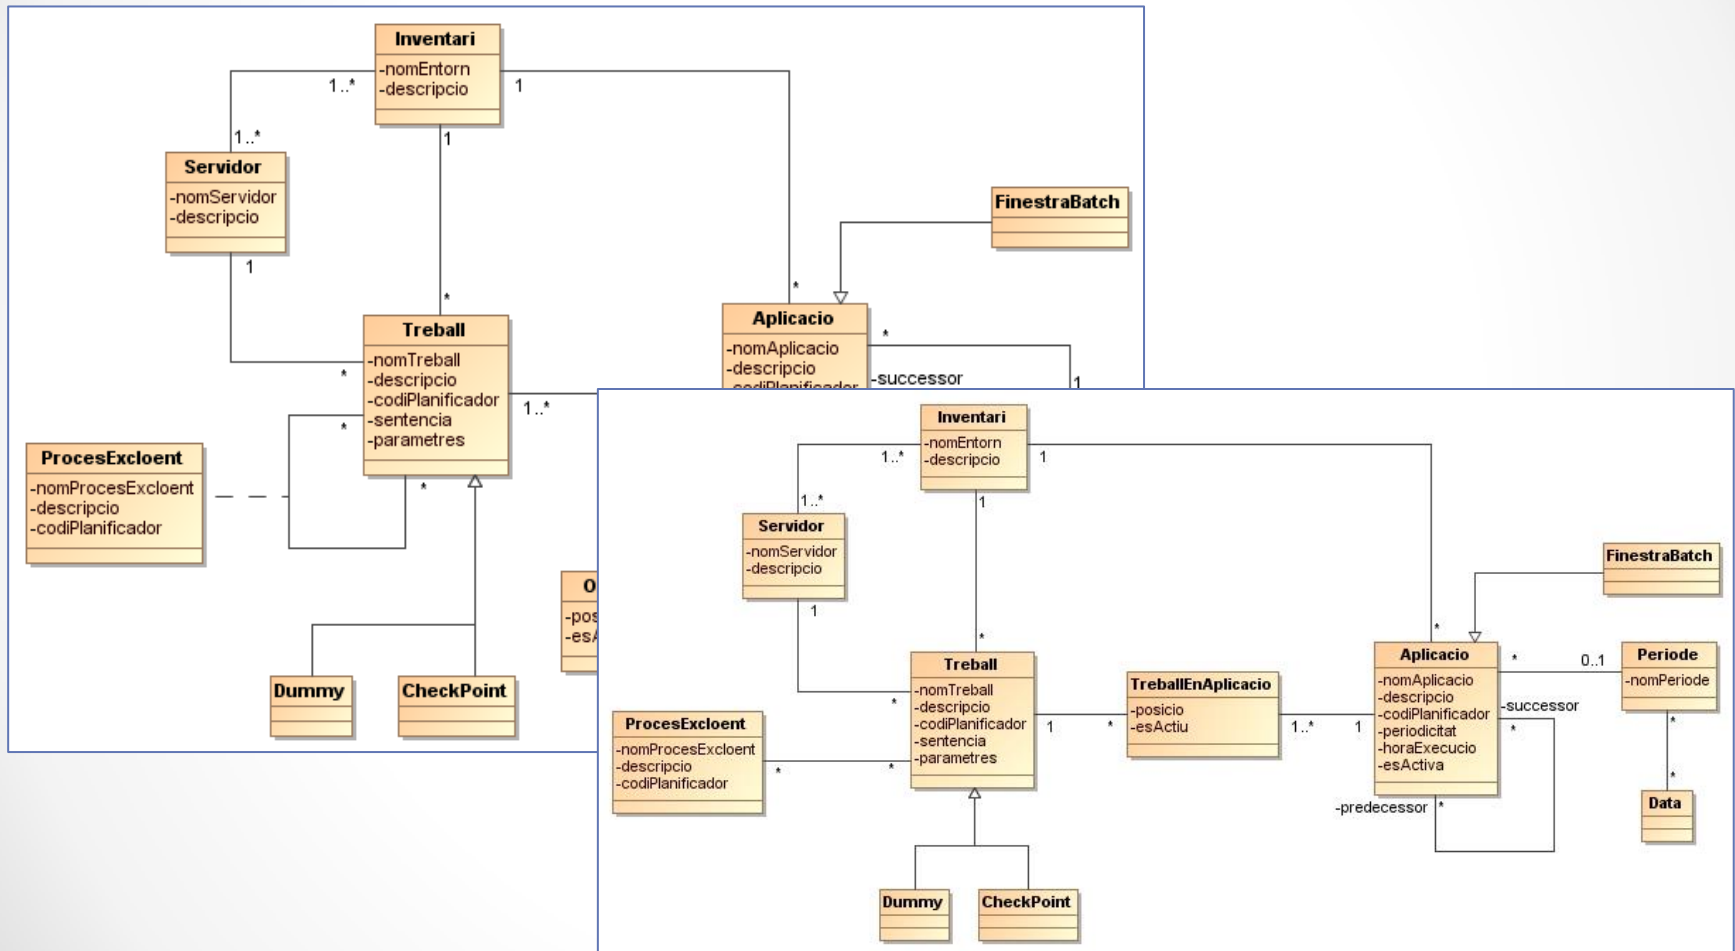 Inventari
-nomEntorn
-descripcio
1..*
1
1..*
1
Servidor
-nomServidor
-descripcio
1
FinestraBatch
*
*
Treball
-nomTreball
-descripcio
-codiPlanificador
-sentencia
-parametres
*
1..*
*
*
Aplicacio
-nomAplicacio
-descripcio
-codiPlanificador
*
-successor
1
ProcesExcloent
-nomProcesExcloent
-descripcio
-codiPlanificador
Dummy
CheckPoint
Inventari
-nomEntorn
-descripcio
1..*
1
1..*
1
Servidor
-nomServidor
-descripcio
1
FinestraBatch
*
*
Treball
-nomTreball
-descripcio
-codiPlanificador
-sentencia
-parametres
*
1
*
TreballEnAplicacio
-posicio
-esActiu
1..*
1
Aplicacio
-nomAplicacio
-descripcio
-codiPlanificador
-periodicitat
-horaExecucio
-esActiva
*
0..1
Periode
-nomPeriode
-successor
*
*
*
Data
-predecessor
*
ProcesExcloent
-nomProcesExcloent
-descripcio
-codiPlanificador
*
*
Dummy
CheckPoint